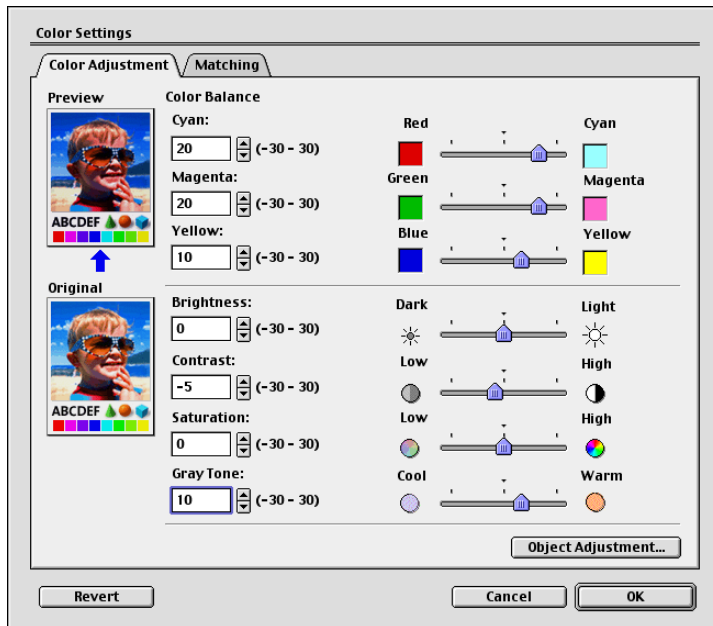 Color Settings
Color Adjustment Matching
Preview
Color Balance
Cyan:
20 (-30 - 30)
Red Cyan
Magenta:
20 (-30 - 30)
Green Magenta
Yellow:
10 (-30 - 30)
Blue Yellow
ABCDEF
Original
Brightness:
0 (-30 - 30)
Dark Light
Contrast:
-5 (-30 - 30)
Low High
Saturation:
0 (-30 - 30)
Low High
Gray Tone:
10 (-30 - 30)
Cool Warm
ABCDEF
Object Adjustment...
Revert Cancel OK